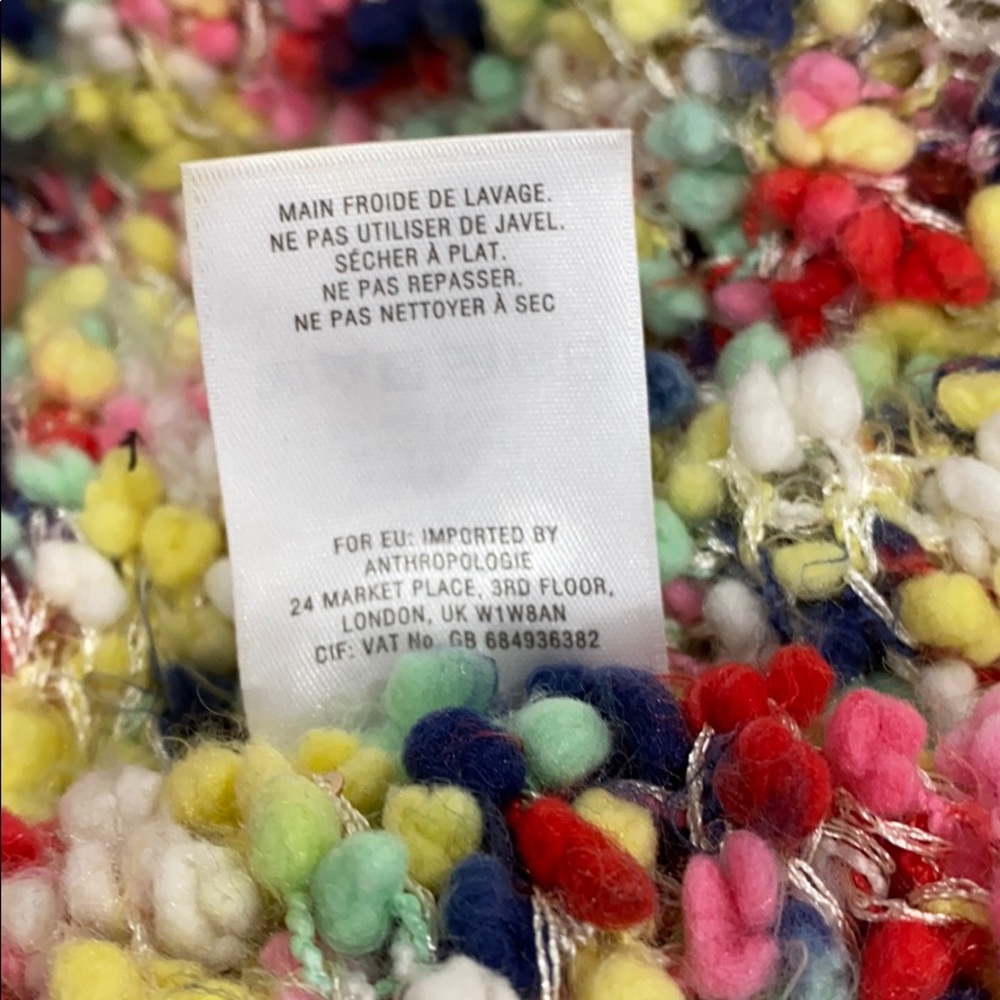 MAIN FROIDE DE LAVAGE.
NE PAS UTILISER DE JAVEL.
SÉCHER À PLAT.
NE PAS REPASSER.
NE PAS NETTOYER À SEC
FOR EU: IMPORTED BY
ANTHROPOLOGIE
24 MARKET PLACE, 3RD FLOOR,
LONDON, UK W1W8AN
CIF: VAT No. GB 684936382